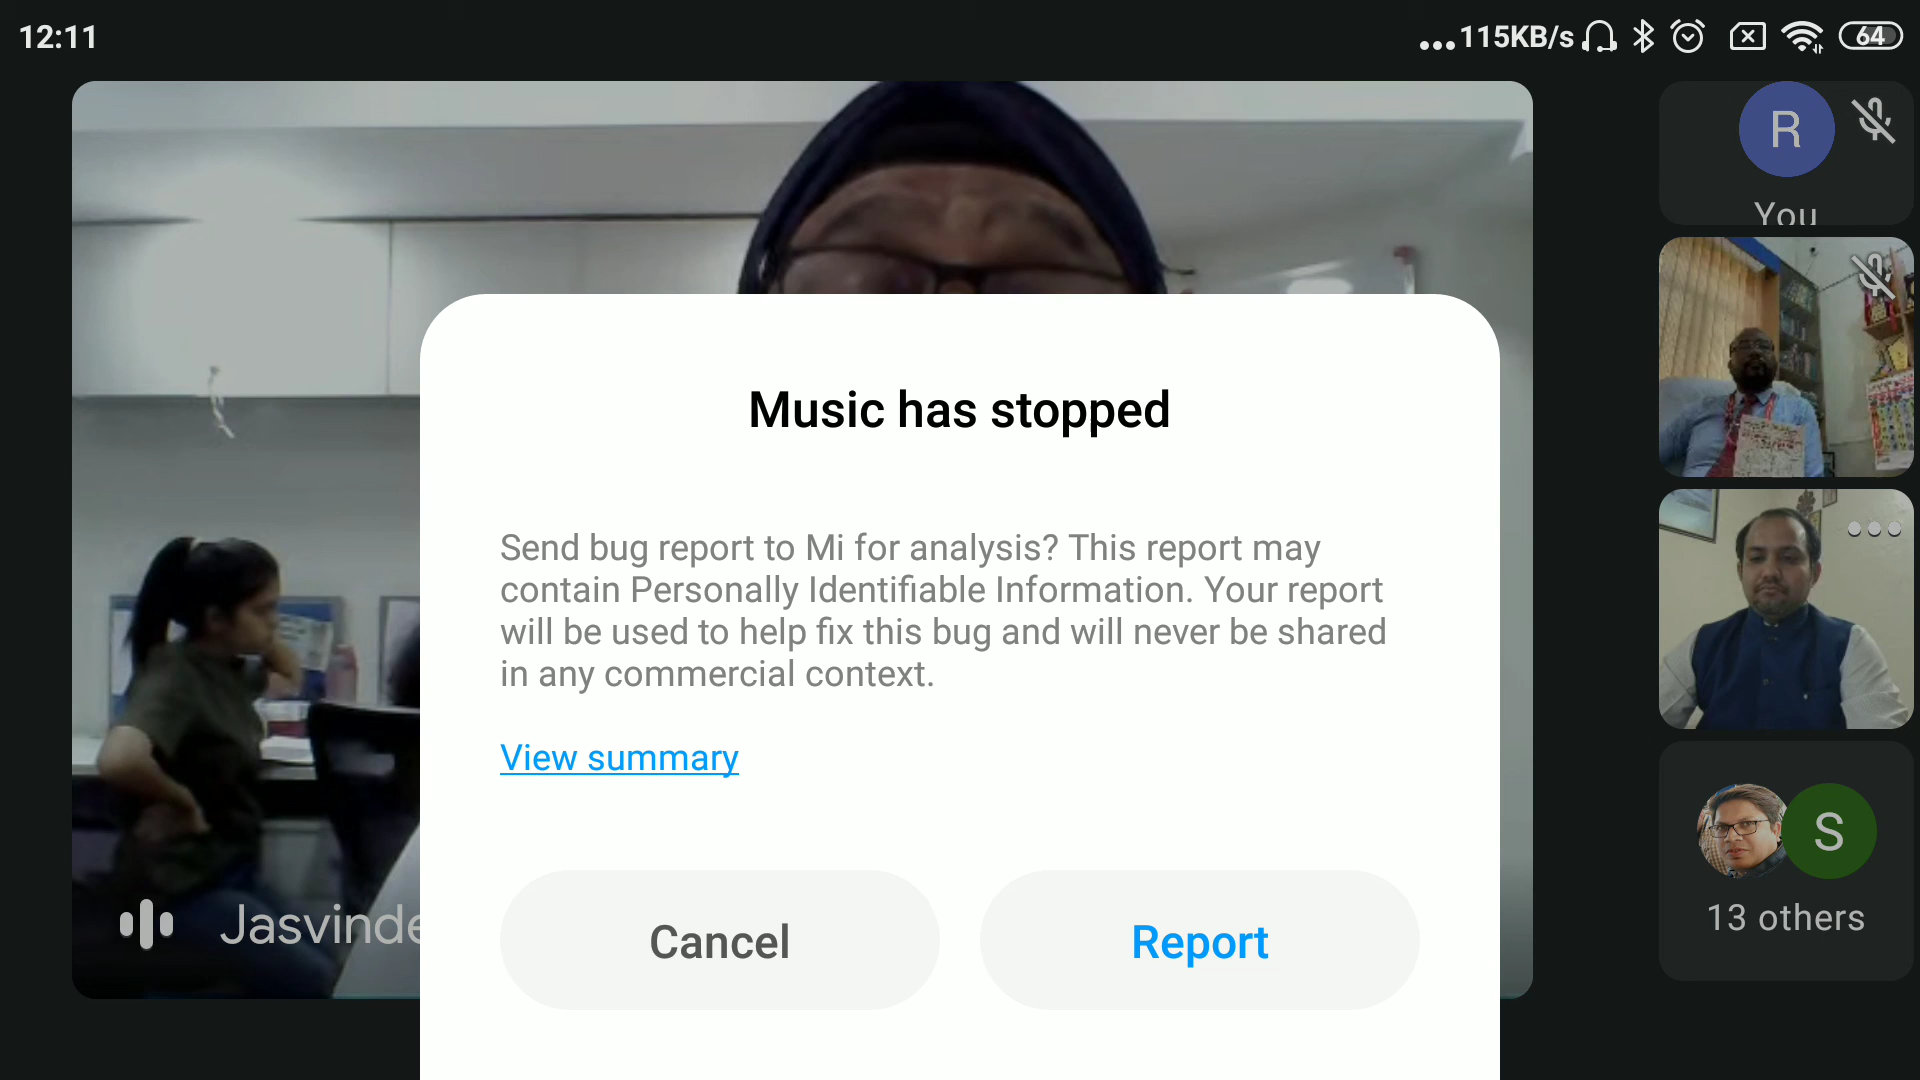 12:11
...115KB/s
64
R
You
Music has stopped
Send bug report to Mi for analysis? This report may
contain Personally Identifiable Information. Your report
will be used to help fix this bug and will never be shared
in any commercial context.
View summary
Jasvinde
Cancel
Report
S
13 others